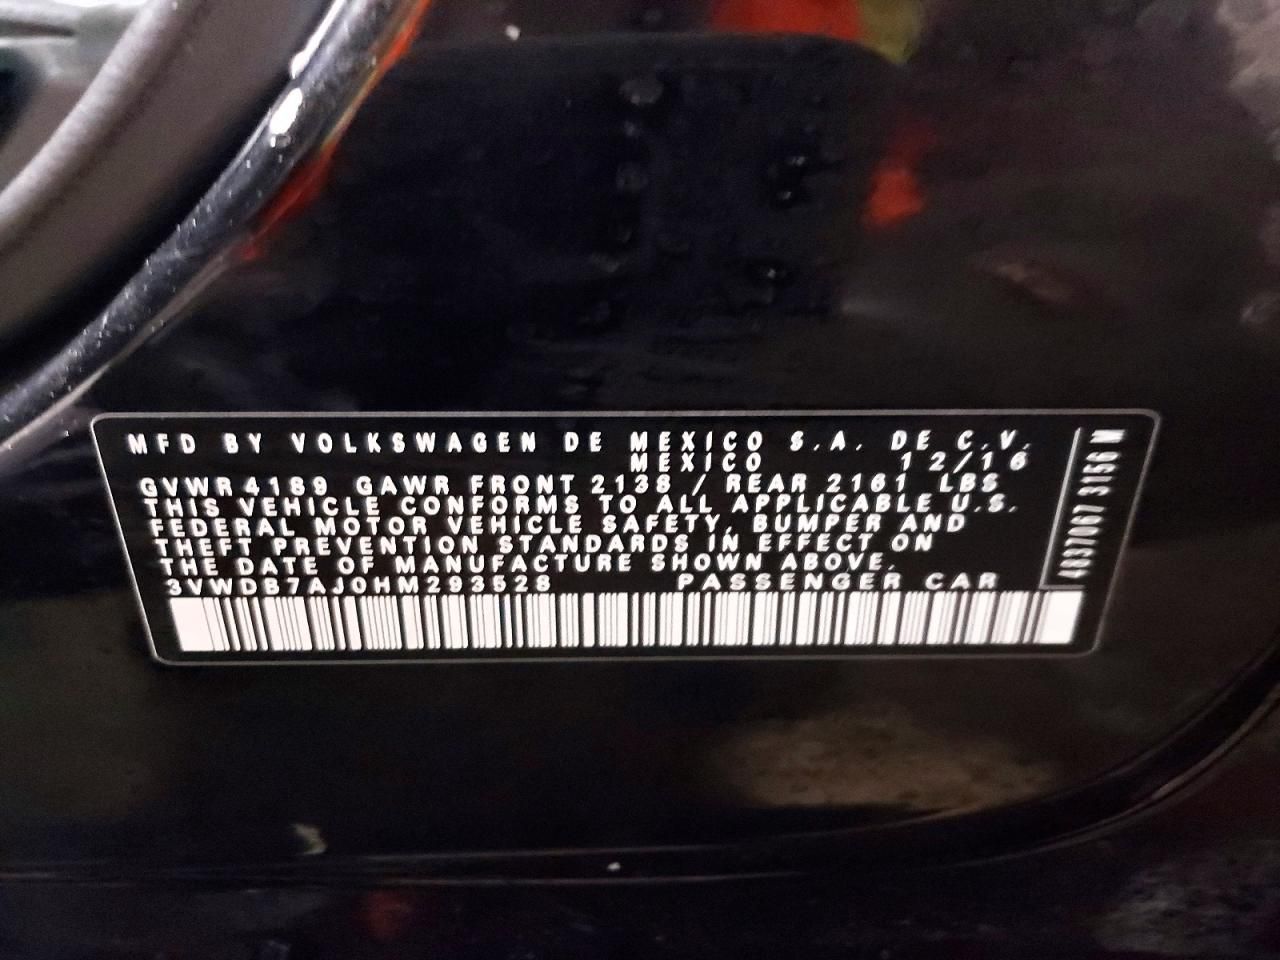 MFD BY VOLKSWAGEN DE MEXICO S.A. DE C.V.
MEXICO 12/16
GVWR 4189 GAWR FRONT 2138 / REAR 2161 LBS
THIS VEHICLE CONFORMS TO ALL APPLICABLE U.S.
FEDERAL MOTOR VEHICLE SAFETY, BUMPER AND
THEFT PREVENTION STANDARDS IN EFFECT ON
THE DATE OF MANUFACTURE SHOWN ABOVE.
3VWDB7AJ0HM293528 PASSENGER CAR
4837067 3156 M